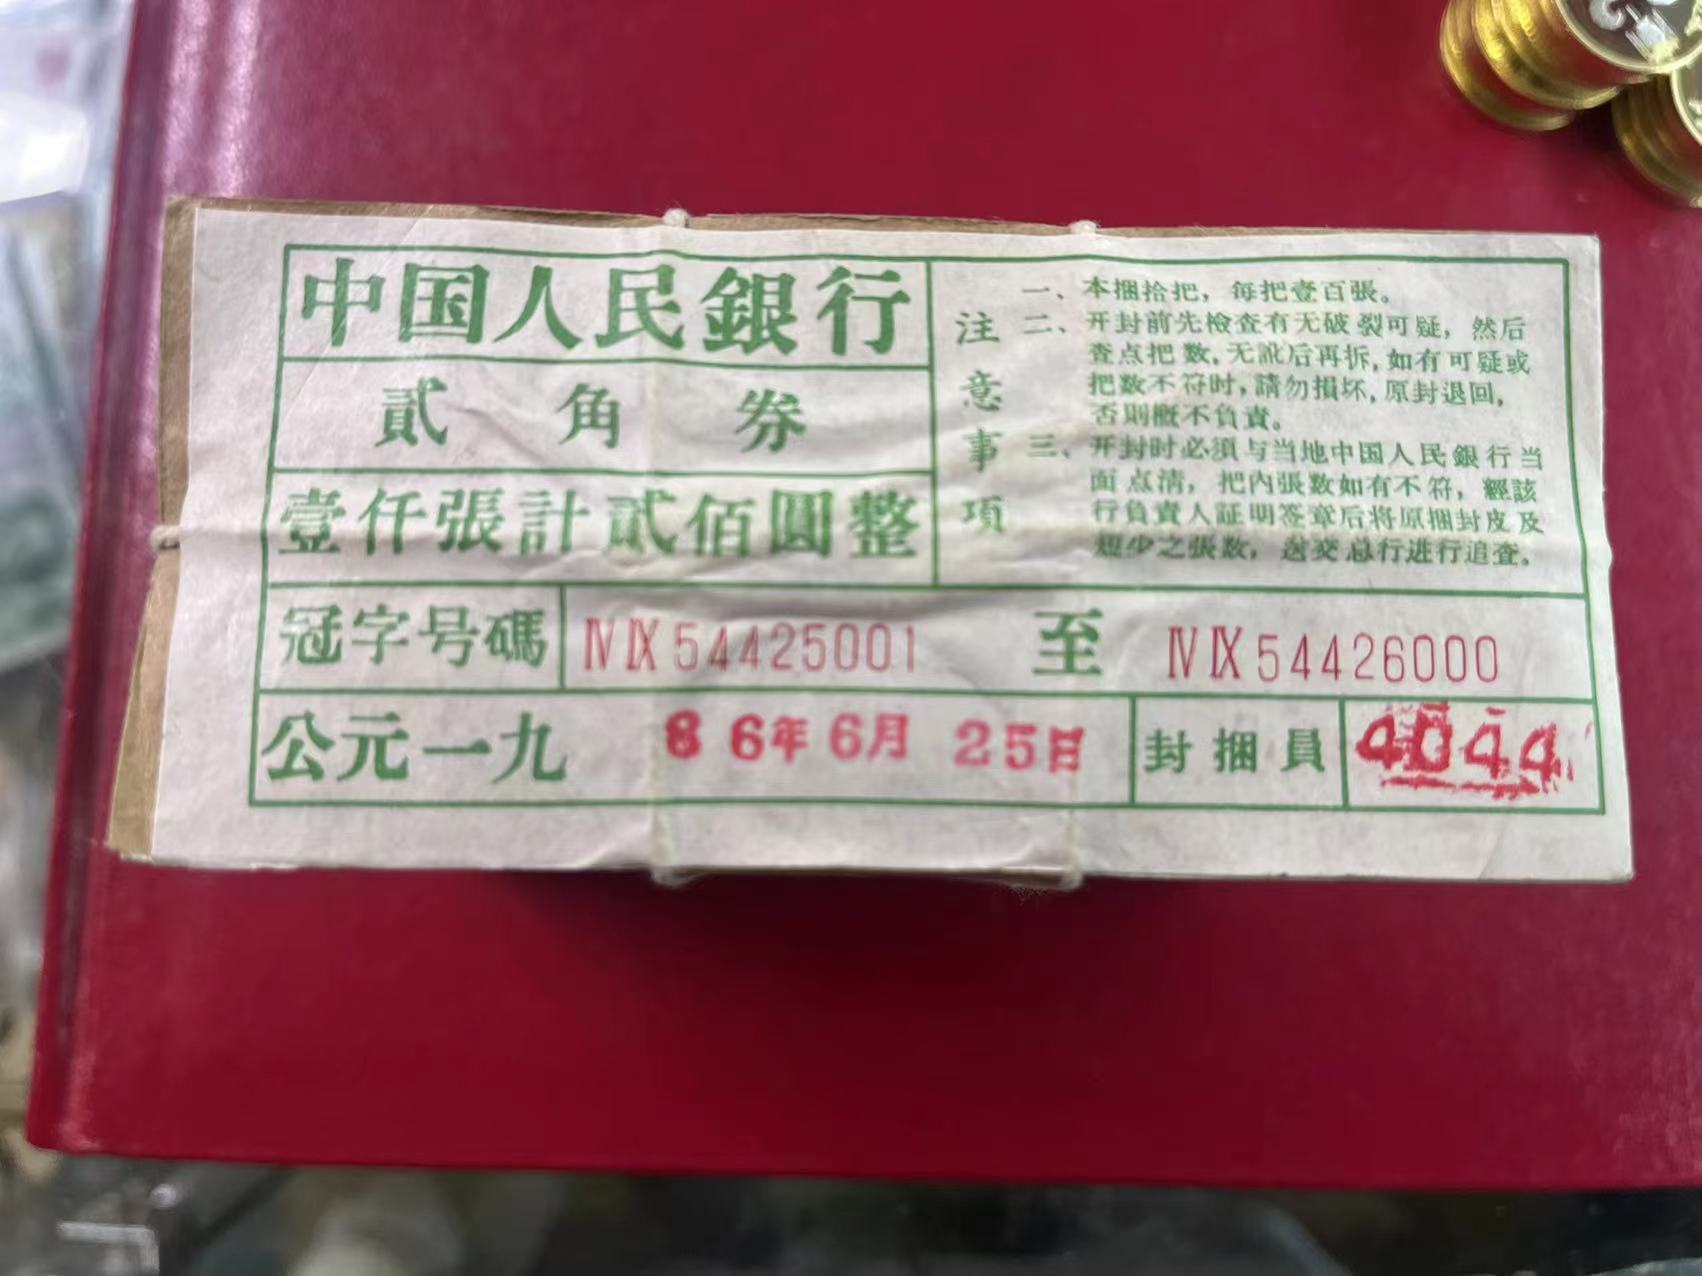 中国人民銀行
貳角券
壹仟張計貳佰圓整
注意事項
一、本捆拾把，每把壹百張。
二、开封前先檢查有无破裂可疑，然后
查点把数，无訛后再拆，如有可疑或
把数不符时，請勿損坏，原封退回，
否則概不負責。
三、开封时必須与当地中国人民銀行当
面点清，把內張数如有不符，經該
行負責人証明签章后将原捆封皮及
短少之張数，送交总行进行追查。
冠字号碼 ⅣⅨ54425001 至 ⅣⅨ54426000
公元一九86年6月25日 封捆員 4044